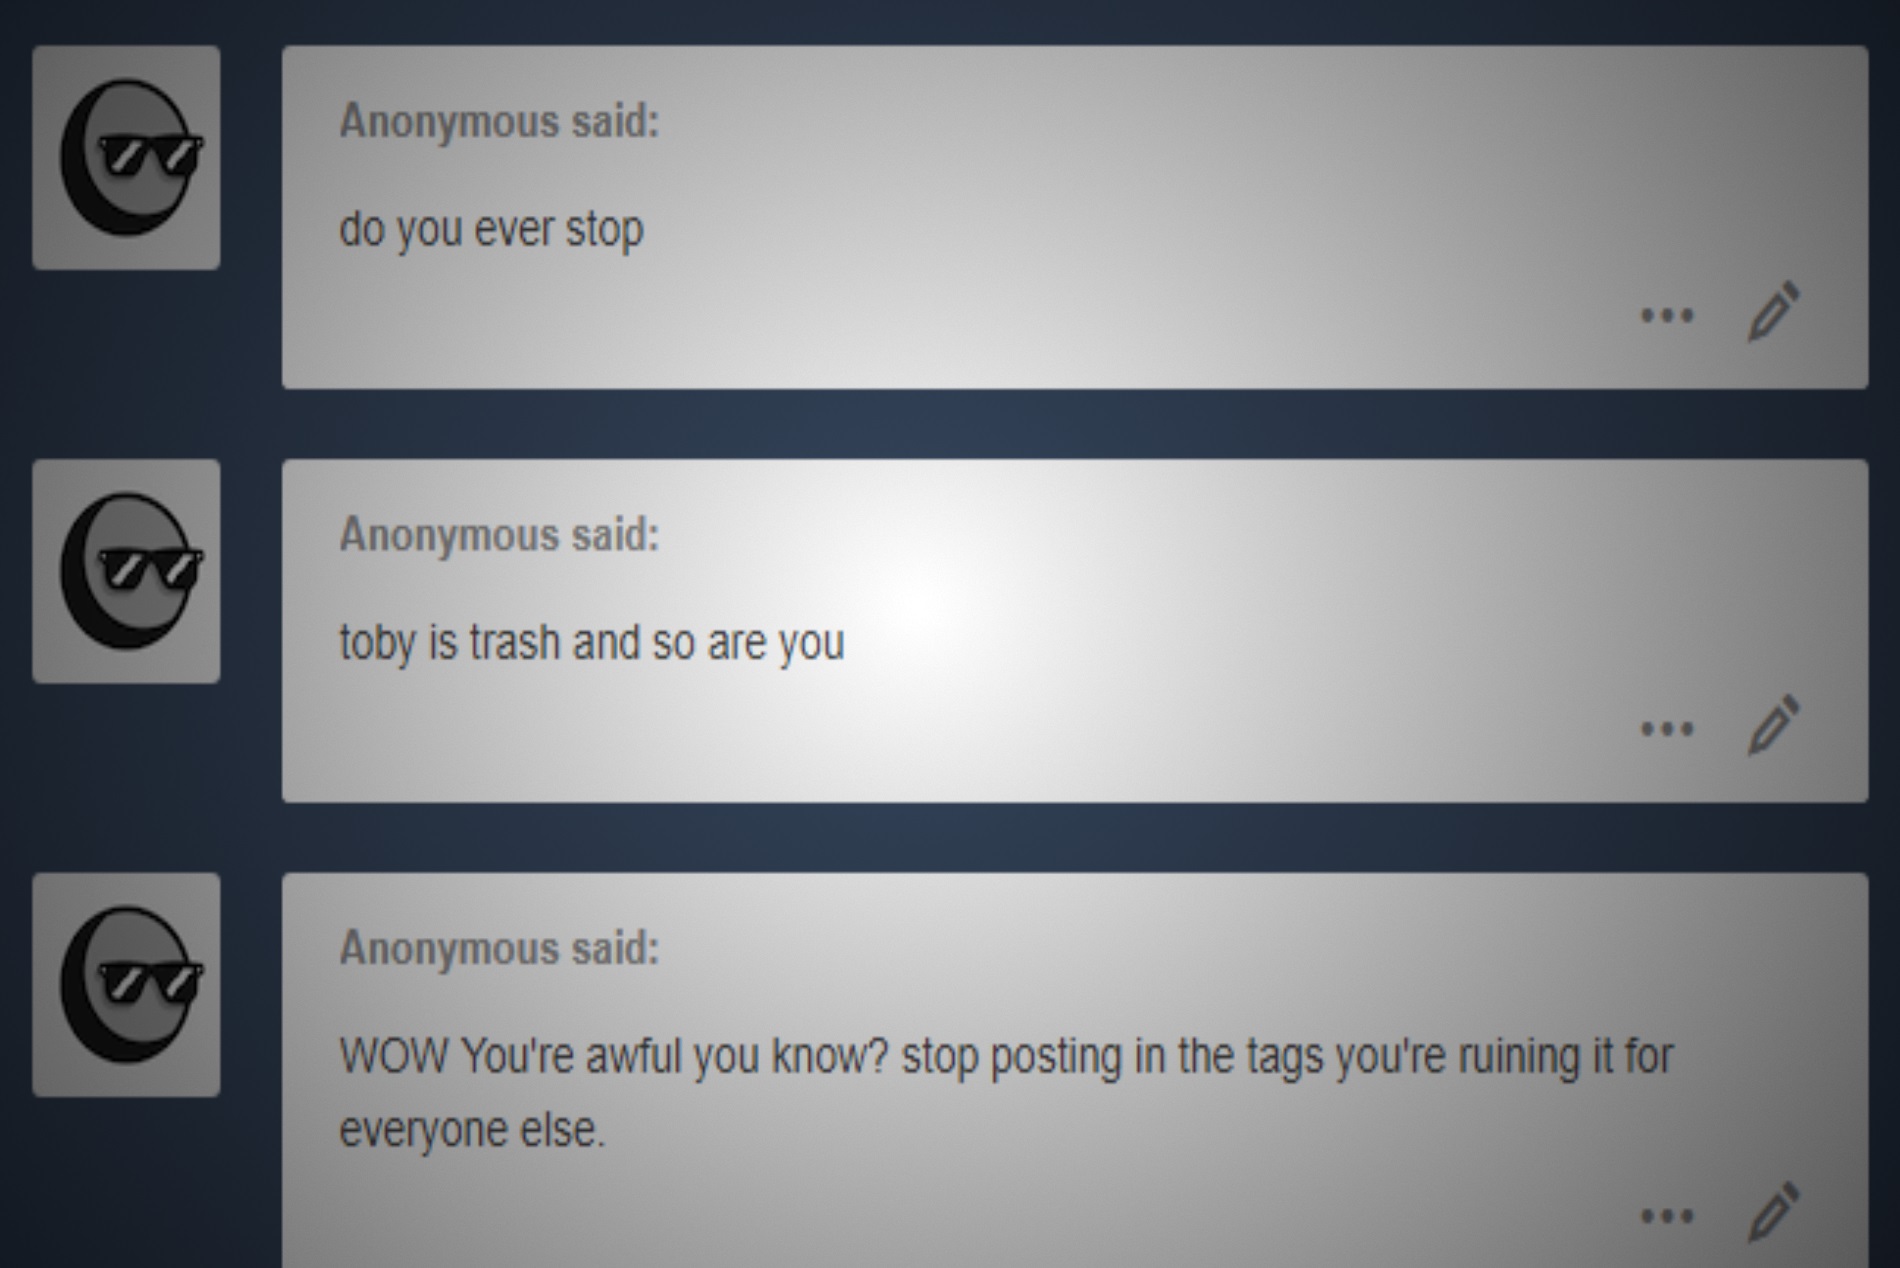 Anonymous said:
do you ever stop
Anonymous said:
toby is trash and so are you
Anonymous said:
WOW You're awful you know? stop posting in the tags you're ruining it for
everyone else.